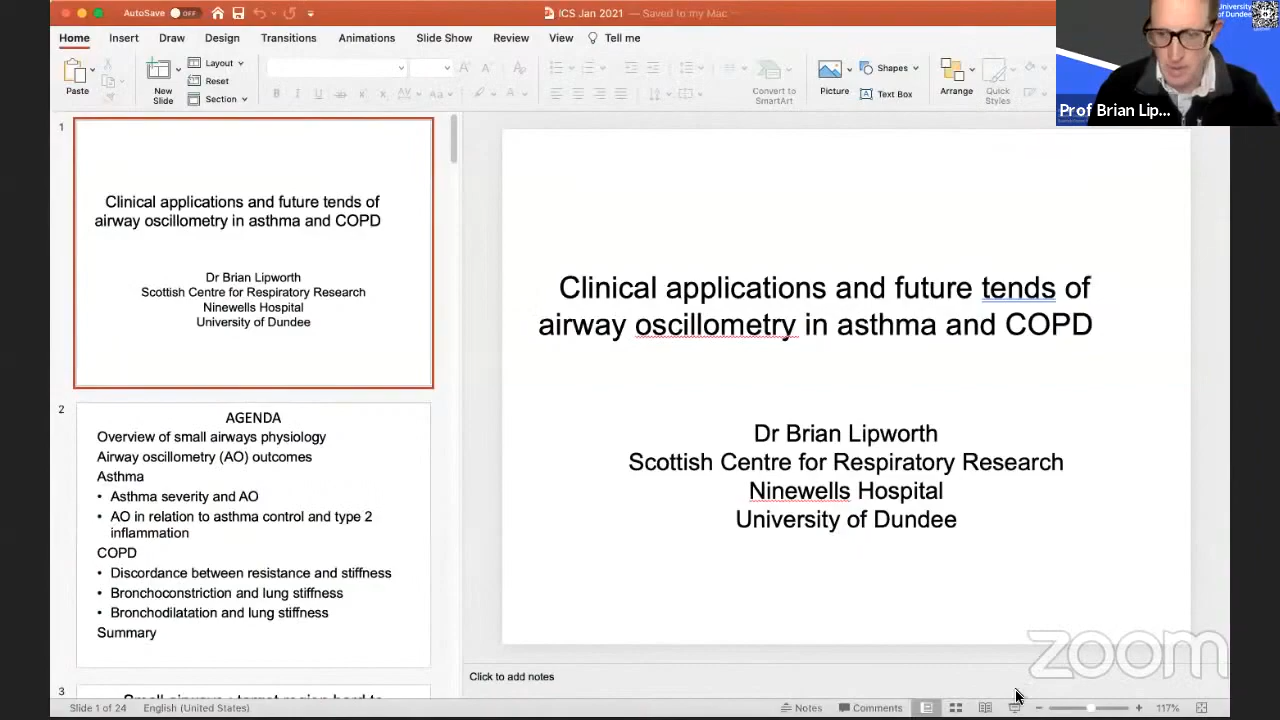 AutoSave OFF
ICS Jan 2021 — Saved to my Mac
University
of Dundee
Home Insert Draw Design Transitions Animations Slide Show Review View Tell me
Paste
New
Slide
Layout
Reset
Section
B I U
Convert to
SmartArt
Picture
Shapes
Text Box
Arrange
Quick
Styles
Prof Brian Lip...
1
Clinical applications and future tends of
airway oscillometry in asthma and COPD
Dr Brian Lipworth
Scottish Centre for Respiratory Research
Ninewells Hospital
University of Dundee
2
AGENDA
Overview of small airways physiology
Airway oscillometry (AO) outcomes
Asthma
• Asthma severity and AO
• AO in relation to asthma control and type 2
inflammation
COPD
• Discordance between resistance and stiffness
• Bronchoconstriction and lung stiffness
• Bronchodilatation and lung stiffness
Summary
3
Clinical applications and future tends of
airway oscillometry in asthma and COPD
Dr Brian Lipworth
Scottish Centre for Respiratory Research
Ninewells Hospital
University of Dundee
zoom
Click to add notes
Slide 1 of 24 English (United States)
Notes Comments 117%